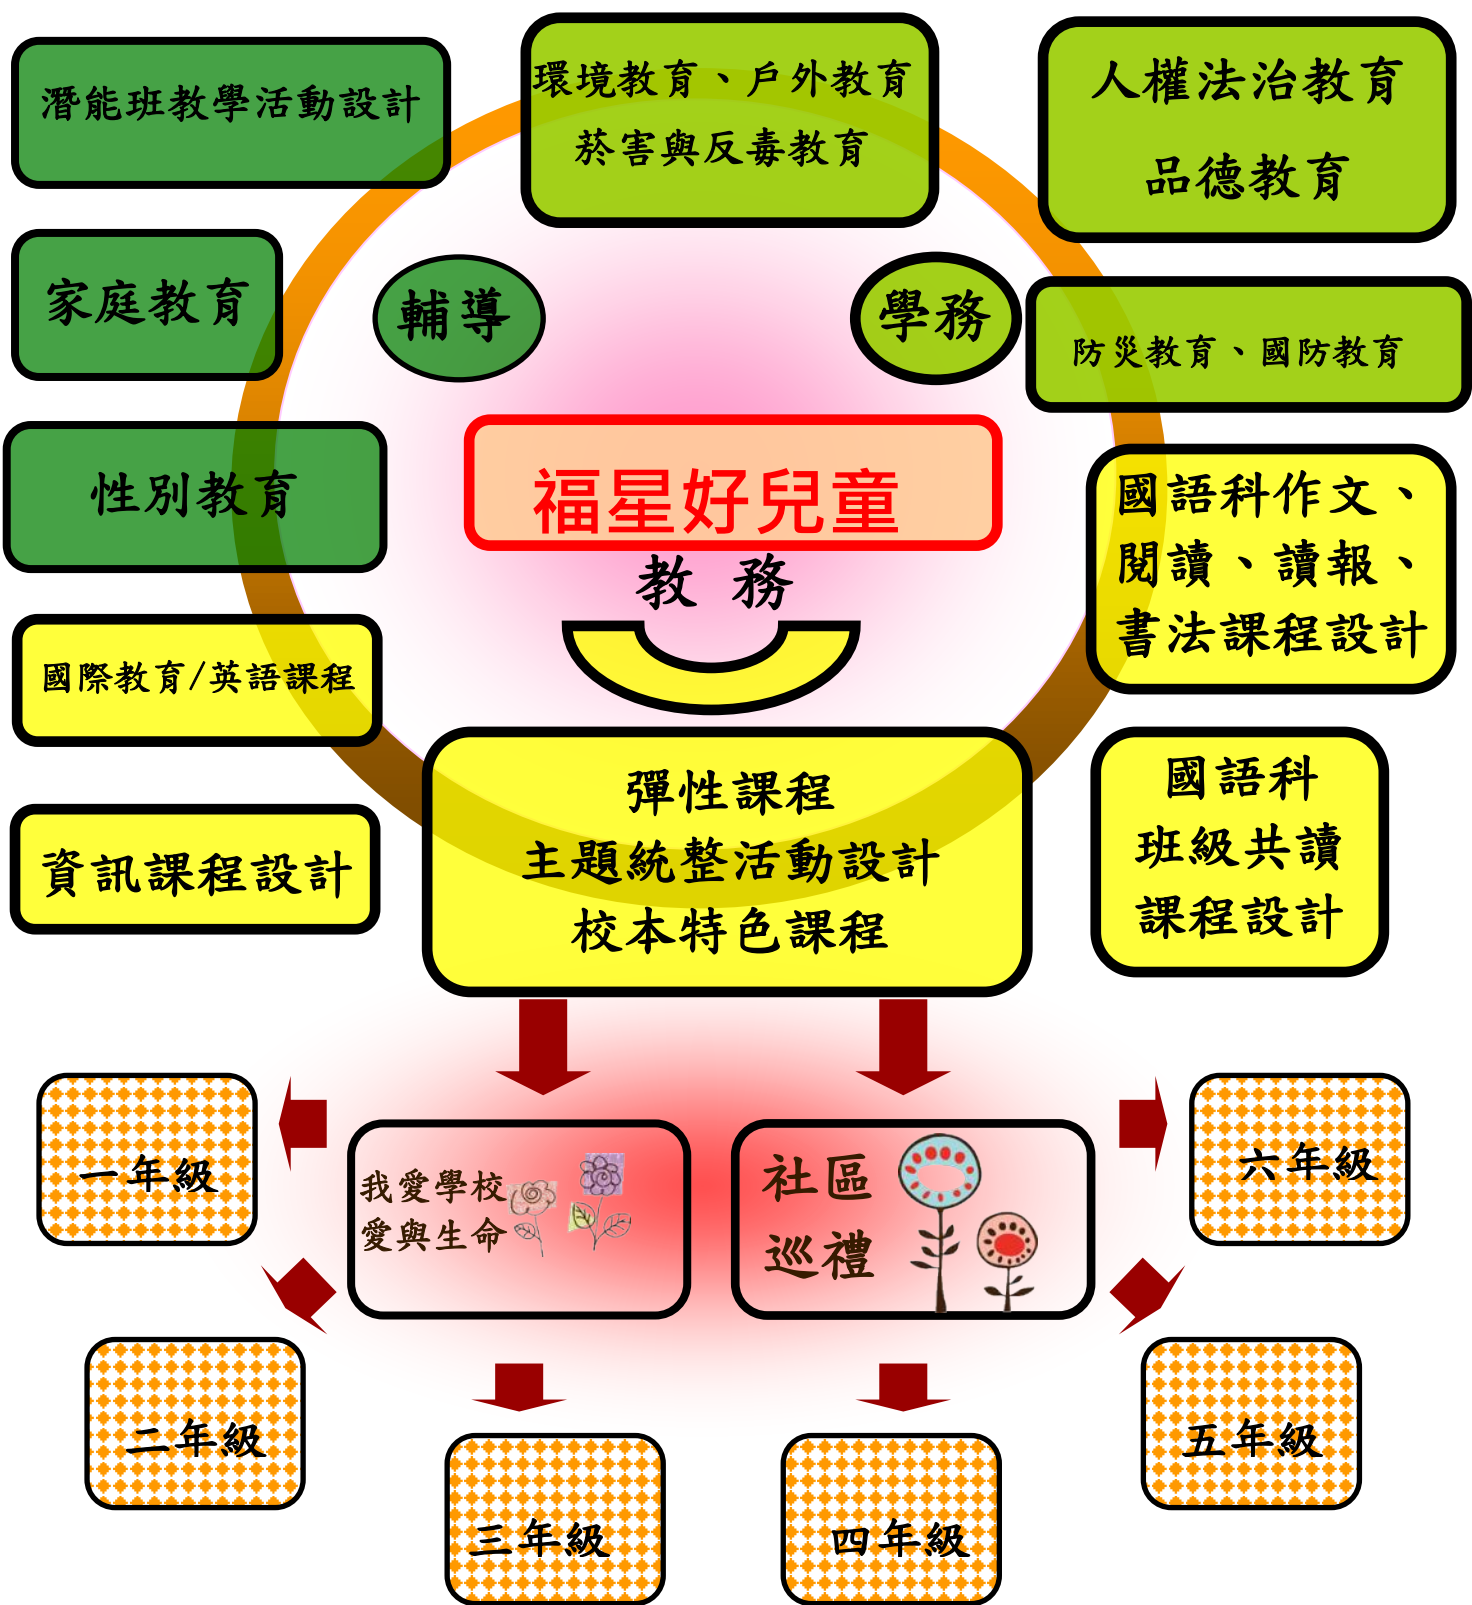 潛能班教學活動設計
環境教育、戶外教育
菸害與反毒教育
人權法治教育
品德教育
家庭教育
輔導
學務
防災教育、國防教育
性別教育
福星好兒童
教 務
國語科作文、
閱讀、讀報、
書法課程設計
國際教育/英語課程
彈性課程
主題統整活動設計
校本特色課程
國語科
班級共讀
課程設計
資訊課程設計
一年級
我愛學校
愛與生命
社區
巡禮
六年級
二年級
五年級
三年級
四年級